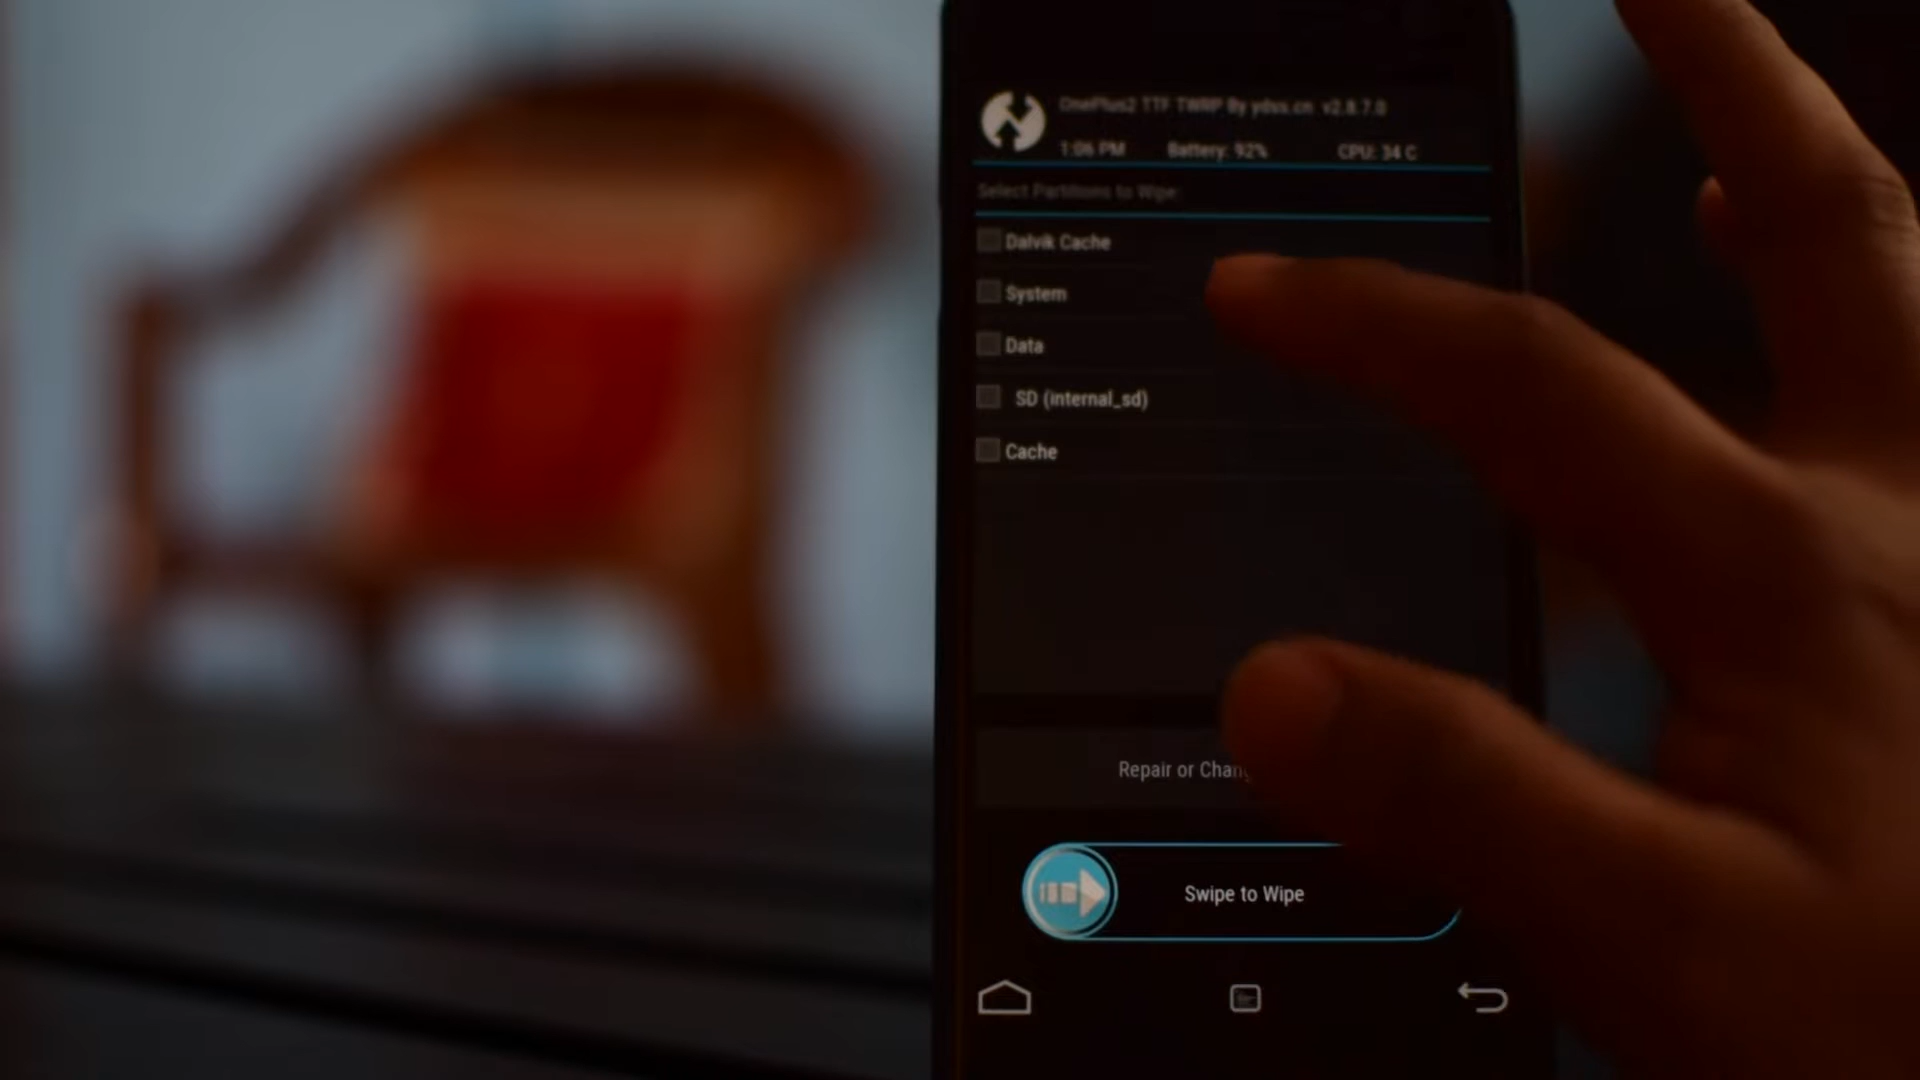 OnePlus2 TTF TWRP By ydss.cn v2.8.7.0
1:06 PM Battery: 92% CPU: 34 C
Select Partitions to Wipe:
Dalvik Cache
System
Data
SD (internal_sd)
Cache
Repair or Chang
Swipe to Wipe